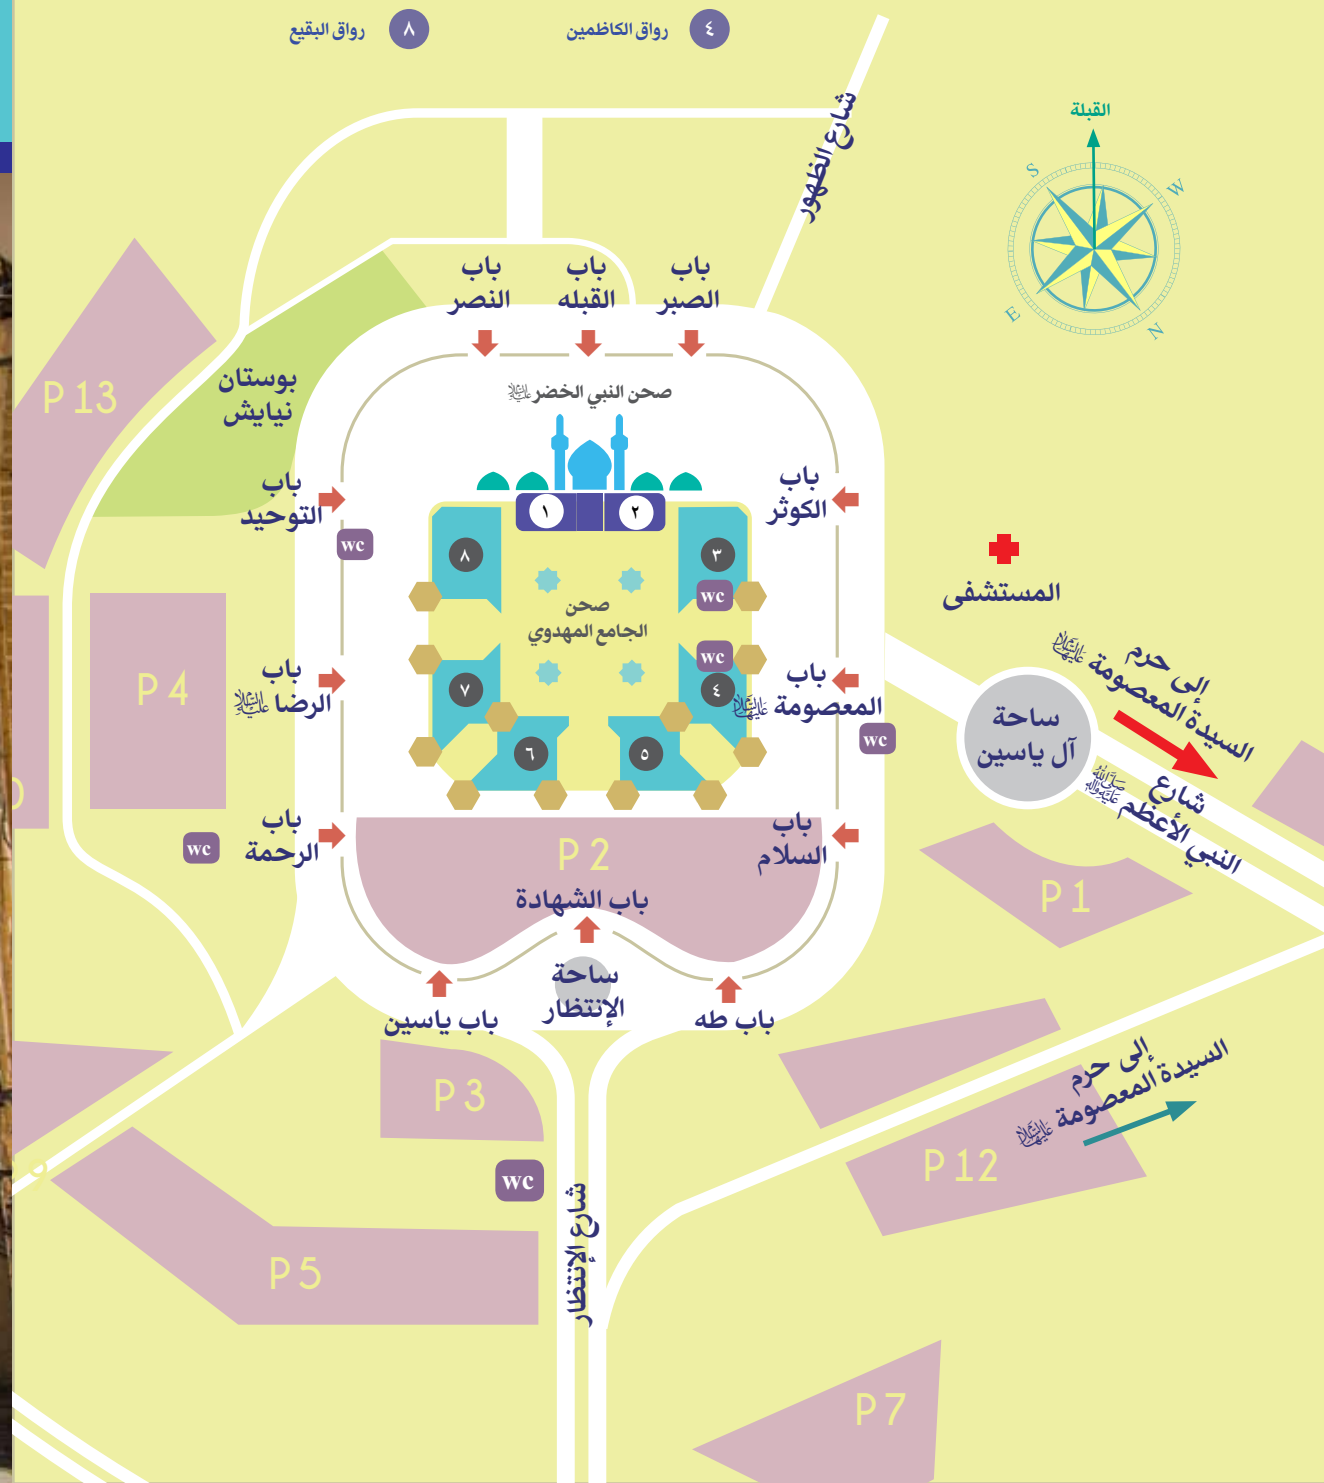 ٤ رواق الكاظمين
٨ رواق البقيع
شارع الظهور
القبلة
S
W
E
N
باب
النصر
باب
القبله
باب
الصبر
صحن النبي الخضر عليه السلام
P 13
بوستان
نيايش
باب
التوحيد
wc
باب
الكوثر
١
٢
٨
٣
wc
صحن
الجامع المهدوي
wc
٧
٤
٦
٥
المستشفى
باب
الرضا عليه السلام
باب
المعصومة عليها السلام
wc
P 4
ساحة
آل ياسين
إلى حرم
السيدة المعصومة عليها السلام
شارع
النبي الأعظم صلى الله عليه وآله
باب
الرحمة
wc
باب
السلام
P 2
باب الشهادة
P 1
ساحة
الإنتظار
باب ياسين
باب طه
P 3
wc
شارع الإنتظار
إلى حرم
السيدة المعصومة عليها السلام
P 12
P 5
P 7